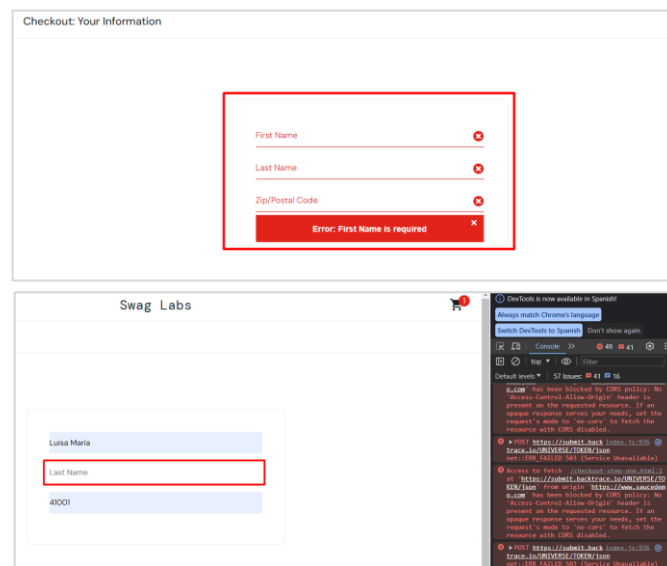 Checkout: Your Information
First Name
Last Name
Zip/Postal Code
Error: First Name is required
Swag Labs
1
Luisa Maria
Last Name
41001
DevTools is now available in Spanish!
Always match Chrome's language
Switch DevTools to Spanish Don't show again
Console 49 41
top Filter
Default levels 57 Issues: 41 16
e.com' has been blocked by CORS policy: No
'Access-Control-Allow-Origin' header is
present on the requested resource. If an
opaque response serves your needs, set the
request's mode to 'no-cors' to fetch the
resource with CORS disabled.
POST https://submit.back index.js:936
trace.io/UNIVERSE/TOKEN/json
net::ERR_FAILED 503 (Service Unavailable)
Access to fetch /checkout-step-one.html:1
at 'https://submit.backtrace.io/UNIVERSE/TO
KEN/json' from origin 'https://www.saucedem
o.com' has been blocked by CORS policy: No
'Access-Control-Allow-Origin' header is
present on the requested resource. If an
opaque response serves your needs, set the
request's mode to 'no-cors' to fetch the
resource with CORS disabled.
POST https://submit.back index.js:936
trace.io/UNIVERSE/TOKEN/json
net::ERR_FAILED 503 (Service Unavailable)